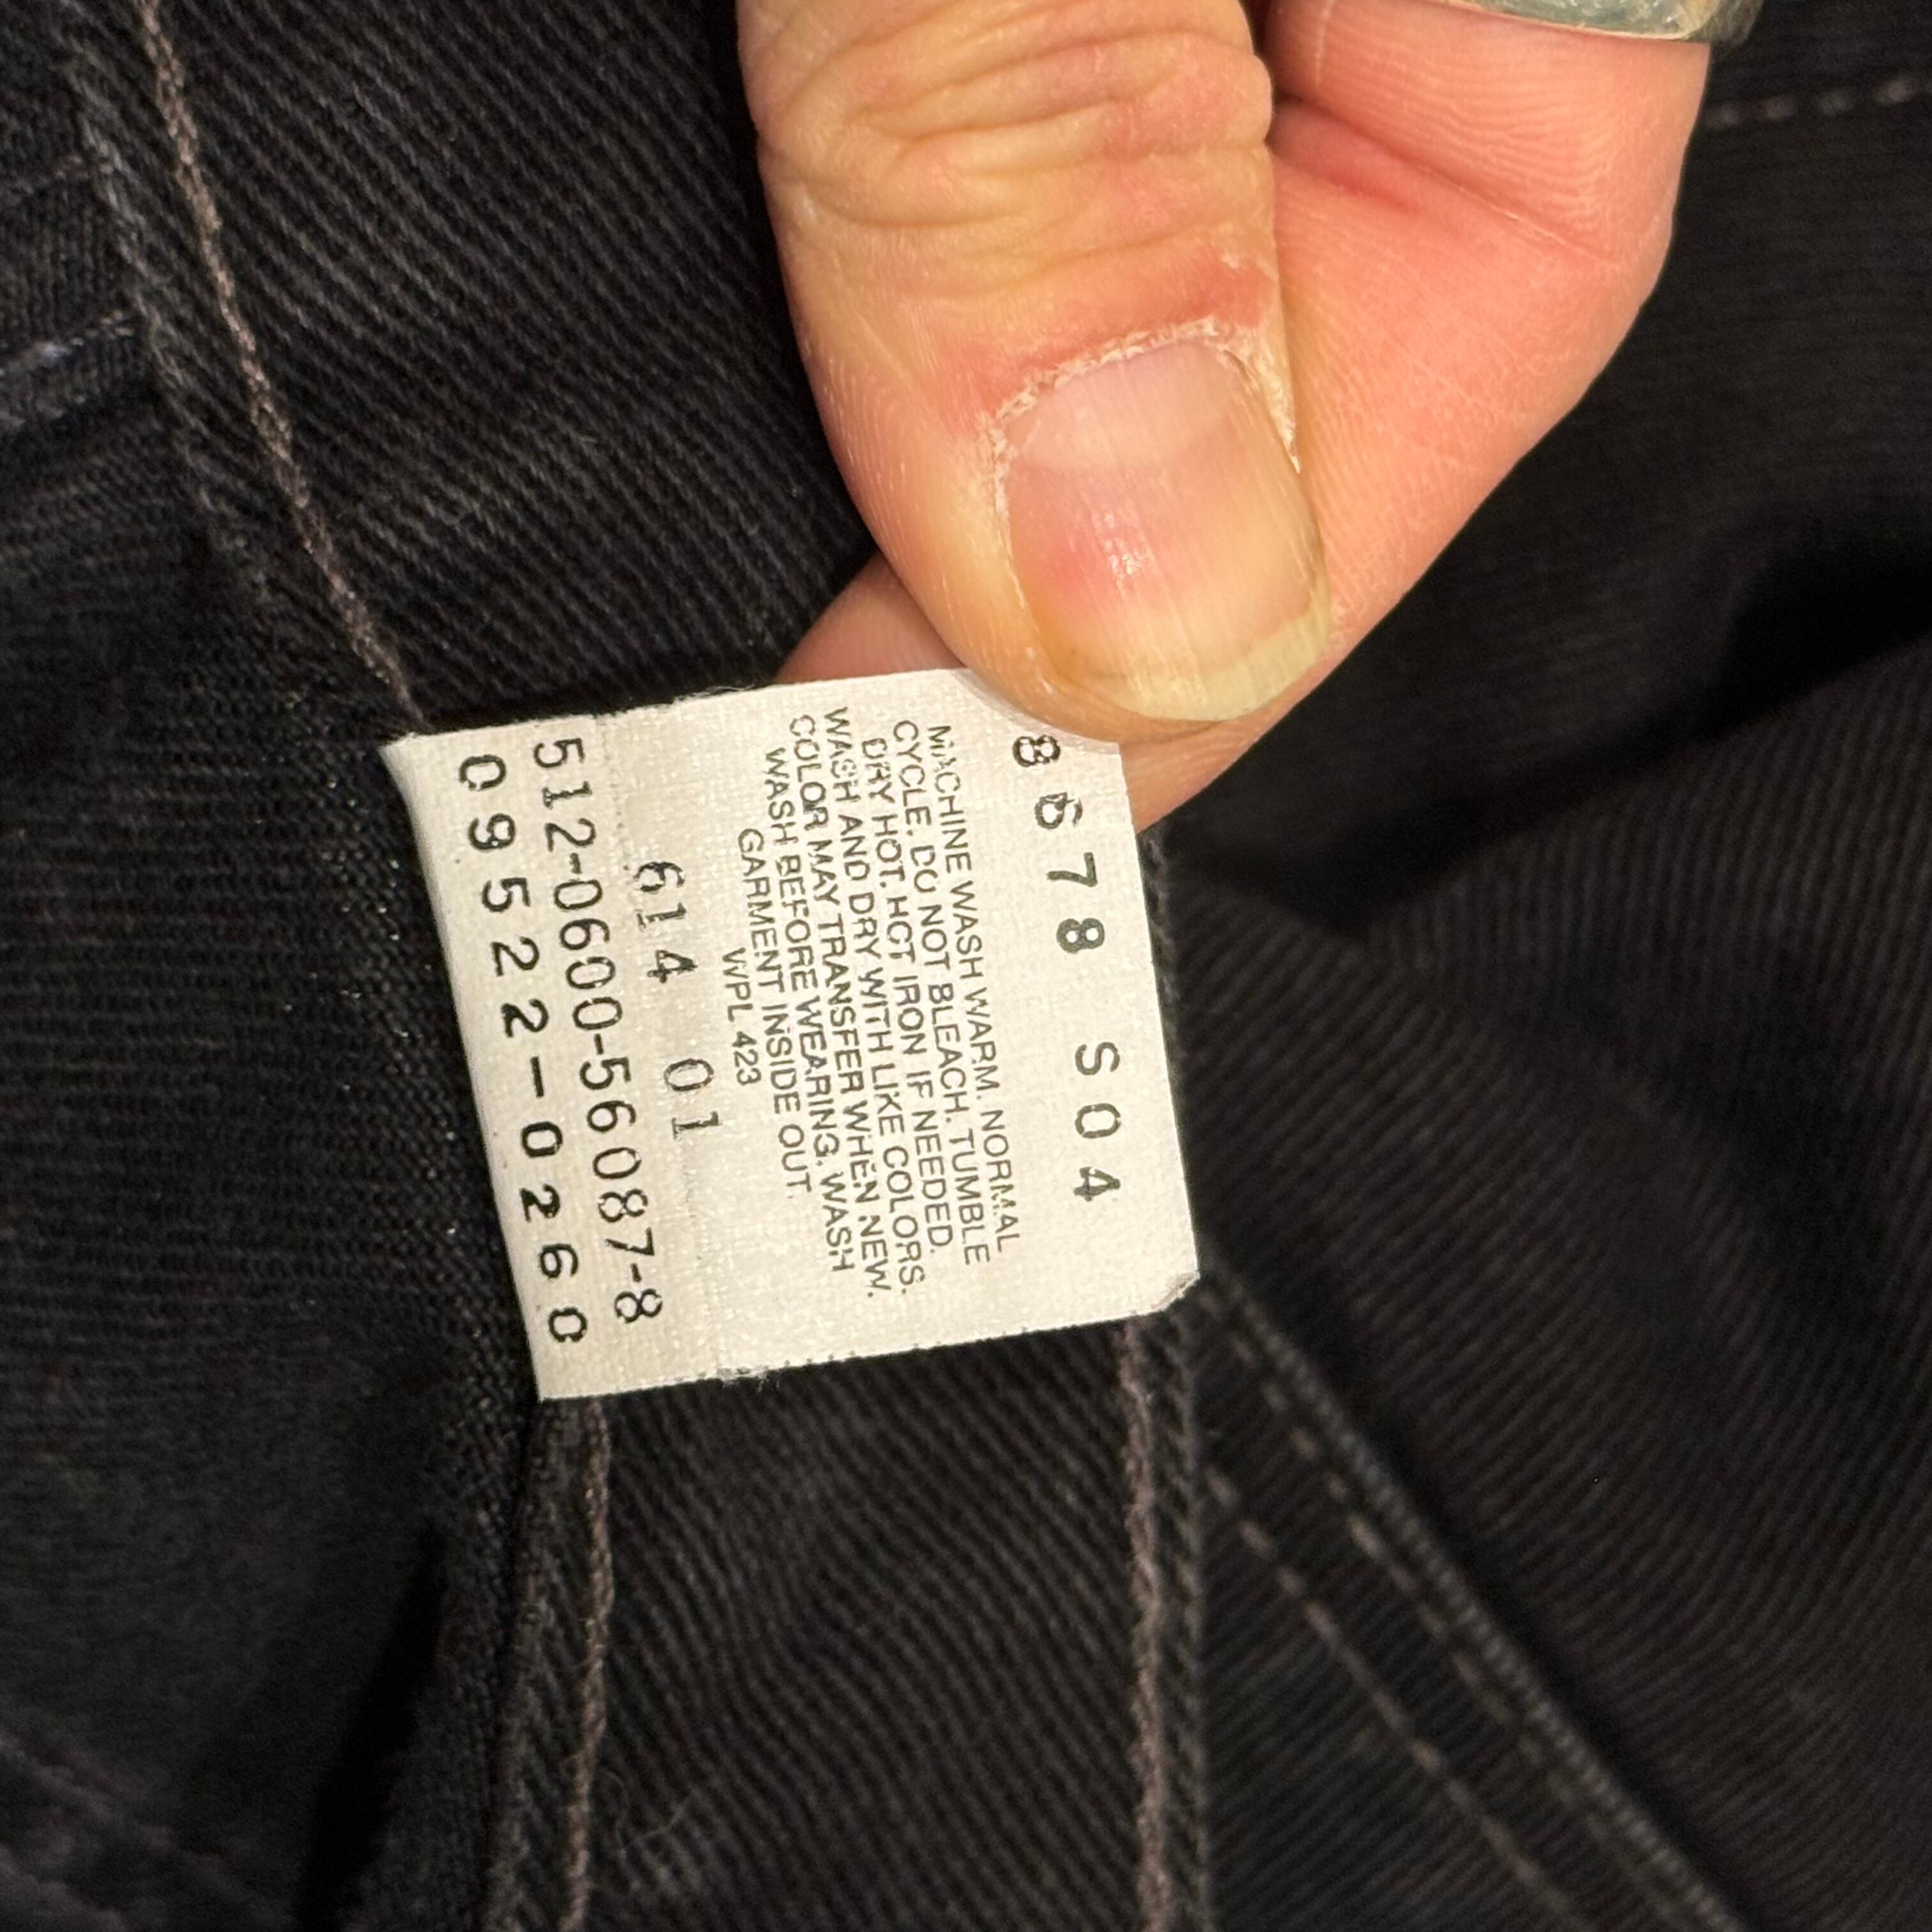 8678 S04
MACHINE WASH WARM. NORMAL
CYCLE. DO NOT BLEACH. TUMBLE
DRY HOT. HOT IRON IF NEEDED.
WASH AND DRY WITH LIKE COLORS.
COLOR MAY TRANSFER WHEN NEW.
WASH BEFORE WEARING. WASH
GARMENT INSIDE OUT.
WPL 423
614 01
512-0600-56087-8
09522-0260